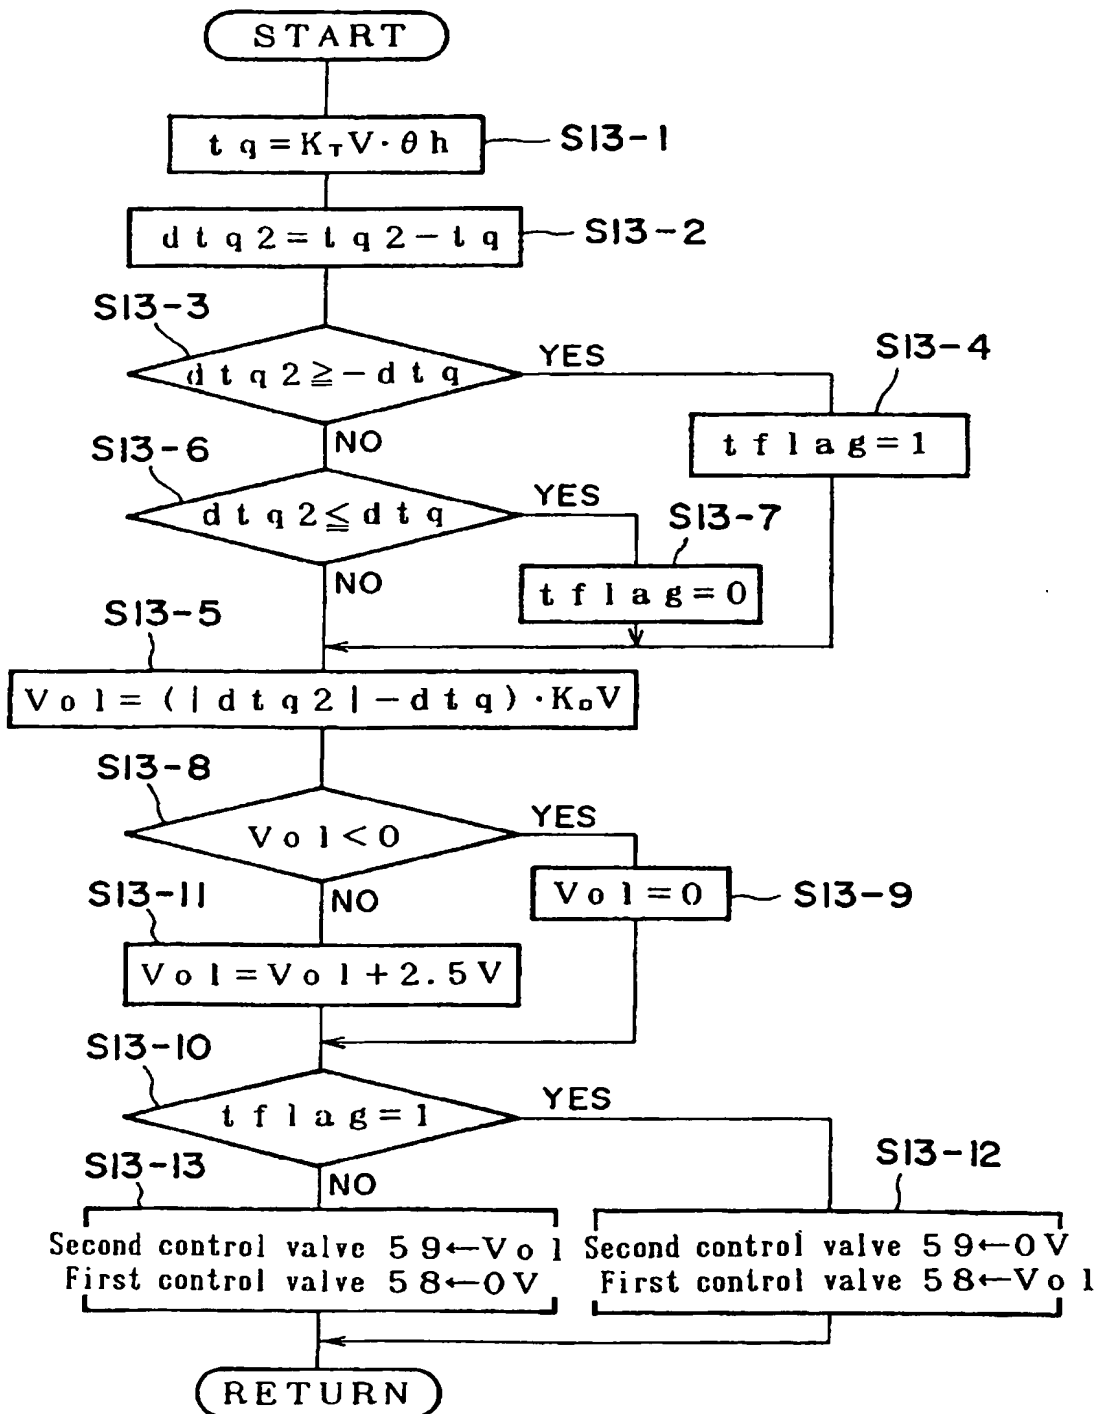 START
tq=KTV·θh
S13-1
dtq2=tq2-tq
S13-2
S13-3
dtq2≧-dtq
YES
S13-4
tflag=1
NO
S13-6
dtq2≦dtq
YES
S13-7
tflag=0
NO
S13-5
Vol=(|dtq2|-dtq)·KDV
S13-8
Vol<0
YES
Vol=0
S13-9
NO
S13-11
Vol=Vol+2.5V
S13-10
tflag=1
YES
S13-12
NO
S13-13
Second control valve 59←Vol
First control valve 58←0V
Second control valve 59←0V
First control valve 58←Vol
RETURN